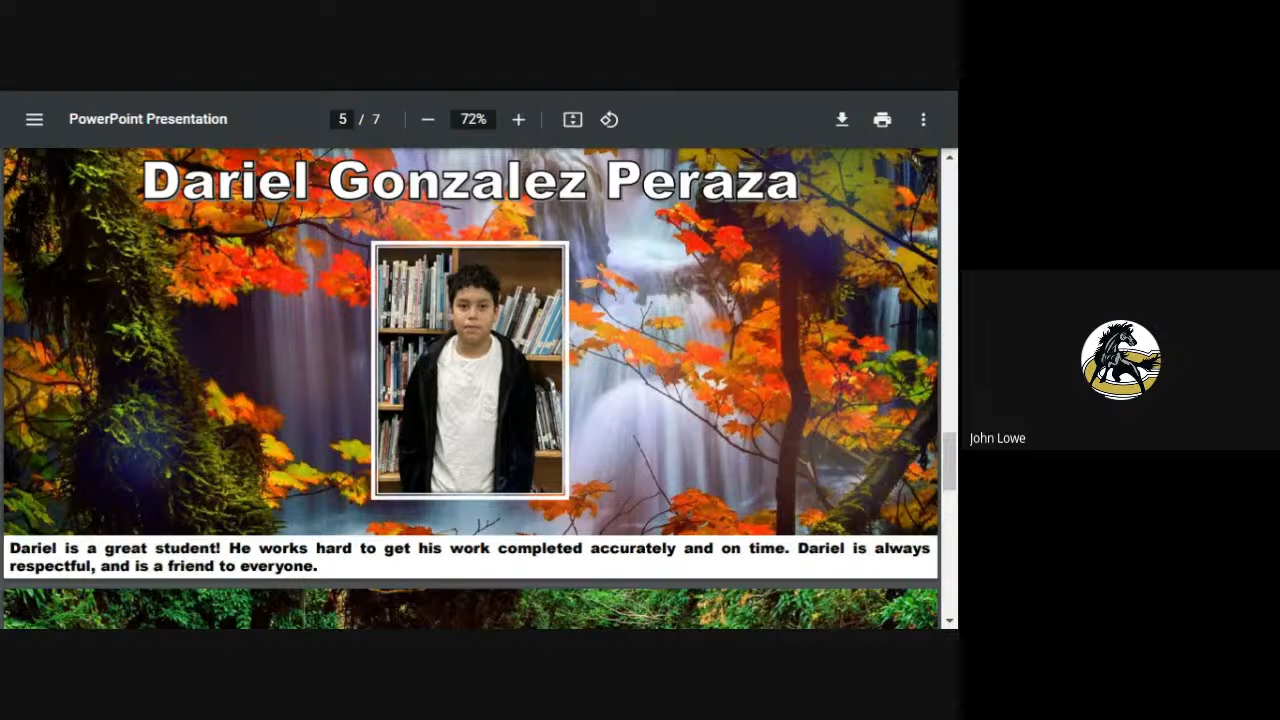 PowerPoint Presentation
5 / 7
72%
Dariel Gonzalez Peraza
Dariel is a great student! He works hard to get his work completed accurately and on time. Dariel is always
respectful, and is a friend to everyone.
John Lowe